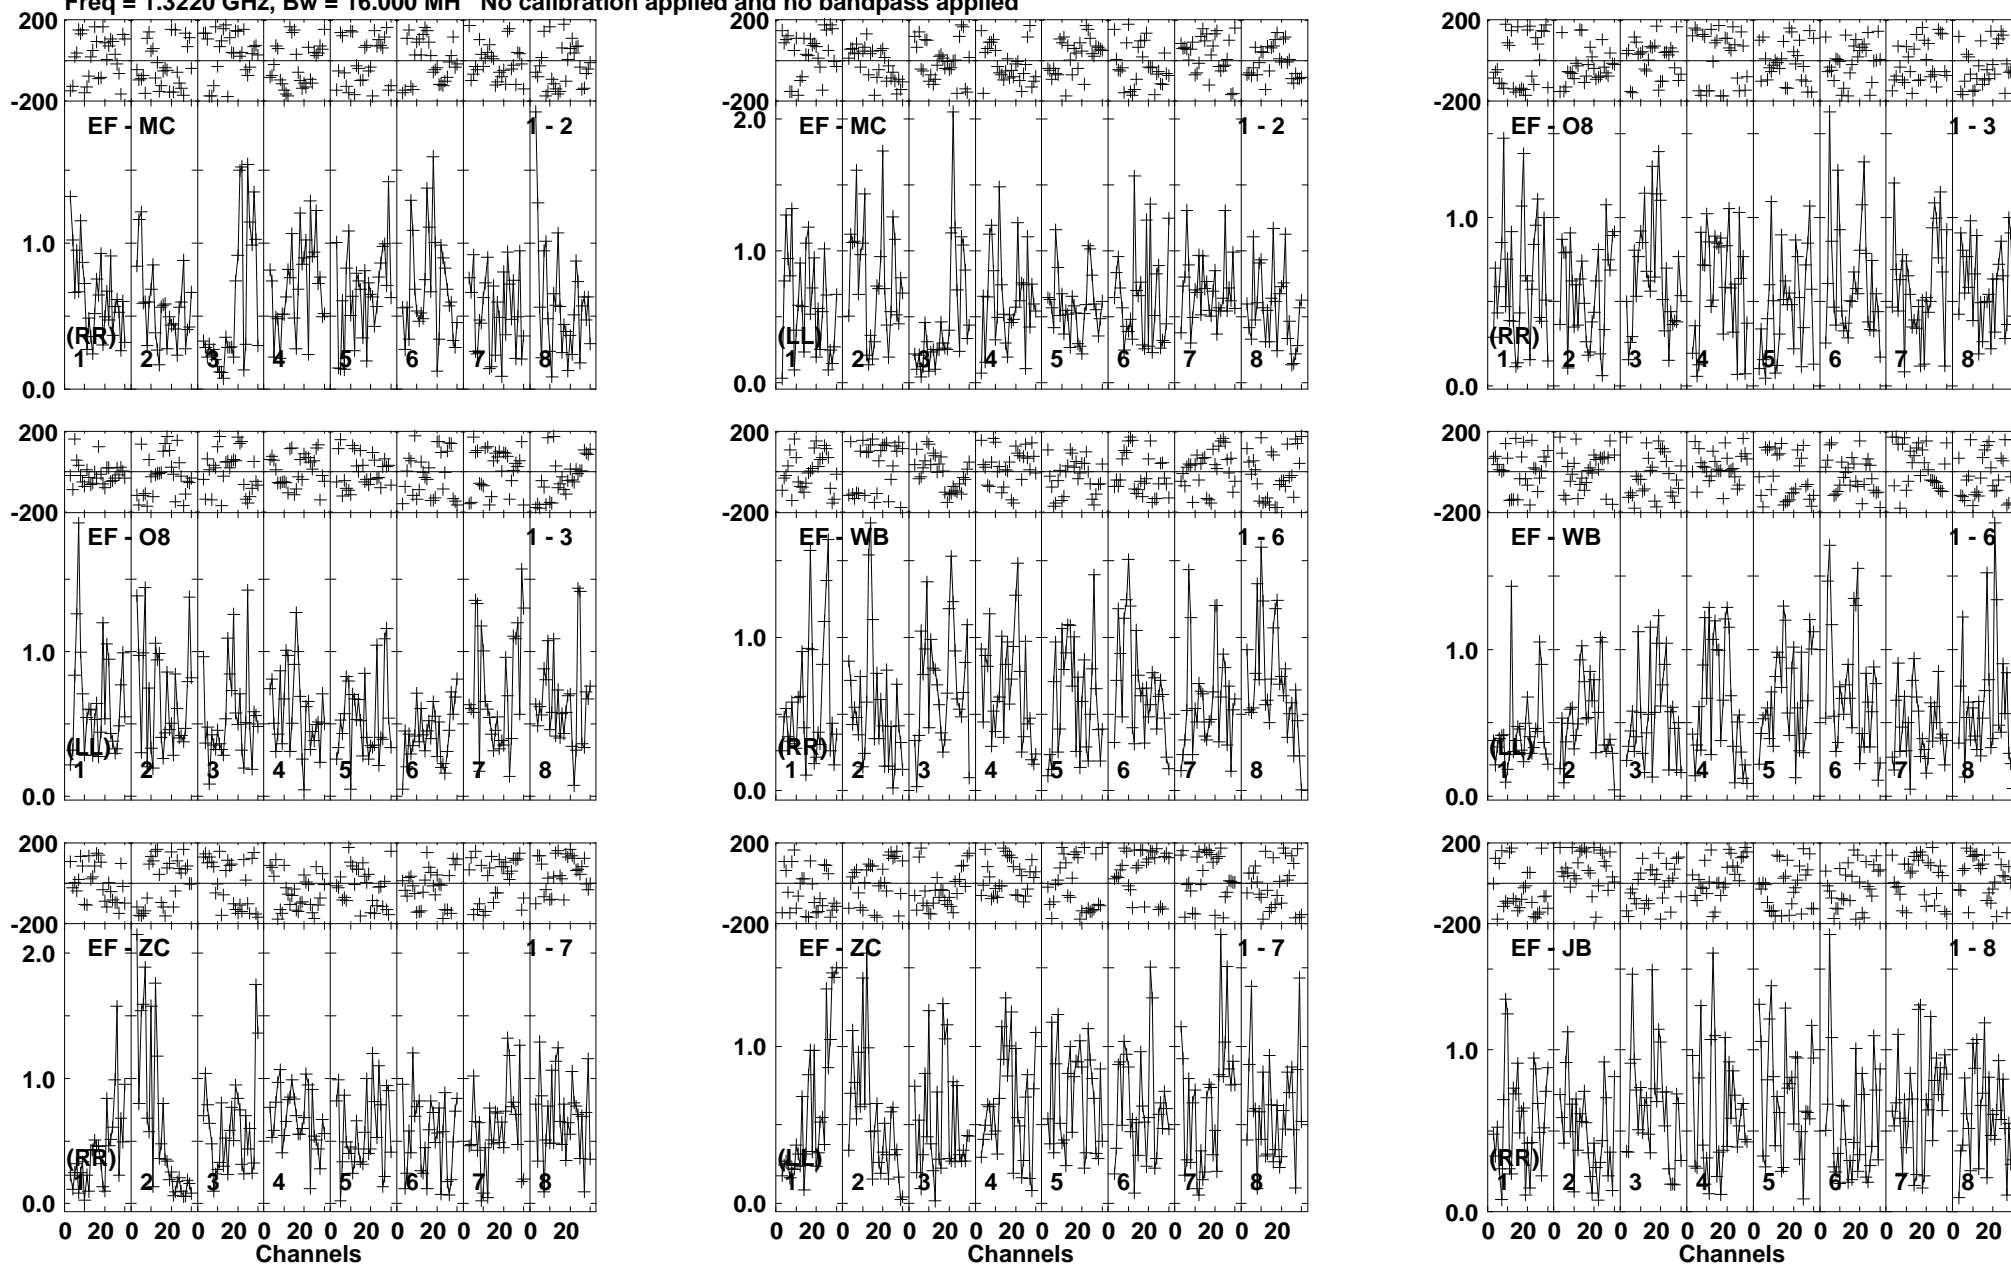 Freq = 1.3220 GHz, Bw = 16.000 MH No calibration applied and no bandpass applied
200 200 200
-200 -200 -200
EF - MC 1 - 2 EF - MC 1 - 2 EF - O8 1 - 3
2.0
1.0 1.0 1.0
(RR) (LL) (RR)
1 2 3 4 5 6 7 8 1 2 3 4 5 6 7 8 1 2 3 4 5 6 7 8
0.0 0.0 0.0
200 200 200
-200 -200 -200
EF - O8 1 - 3 EF - WB 1 - 6 EF - WB 1 - 6
1.0 1.0 1.0
(LL) (RR) (LL)
1 2 3 4 5 6 7 8 1 2 3 4 5 6 7 8 1 2 3 4 5 6 7 8
0.0 0.0 0.0
200 200 200
-200 -200 -200
EF - ZC 1 - 7 EF - ZC 1 - 7 EF - JB 1 - 8
2.0
1.0 1.0 1.0
(RR) (LL) (RR)
1 2 3 4 5 6 7 8 1 2 3 4 5 6 7 8 1 2 3 4 5 6 7 8
0.0 0.0 0.0
0 20 0 20 0 20 0 20 0 20 0 20 0 20 0 20 0 20 0 20 0 20 0 20 0 20 0 20 0 20 0 20 0 20 0 20 0 20 0 20 0 20 0 20 0 20 0 20
Channels Channels Channels